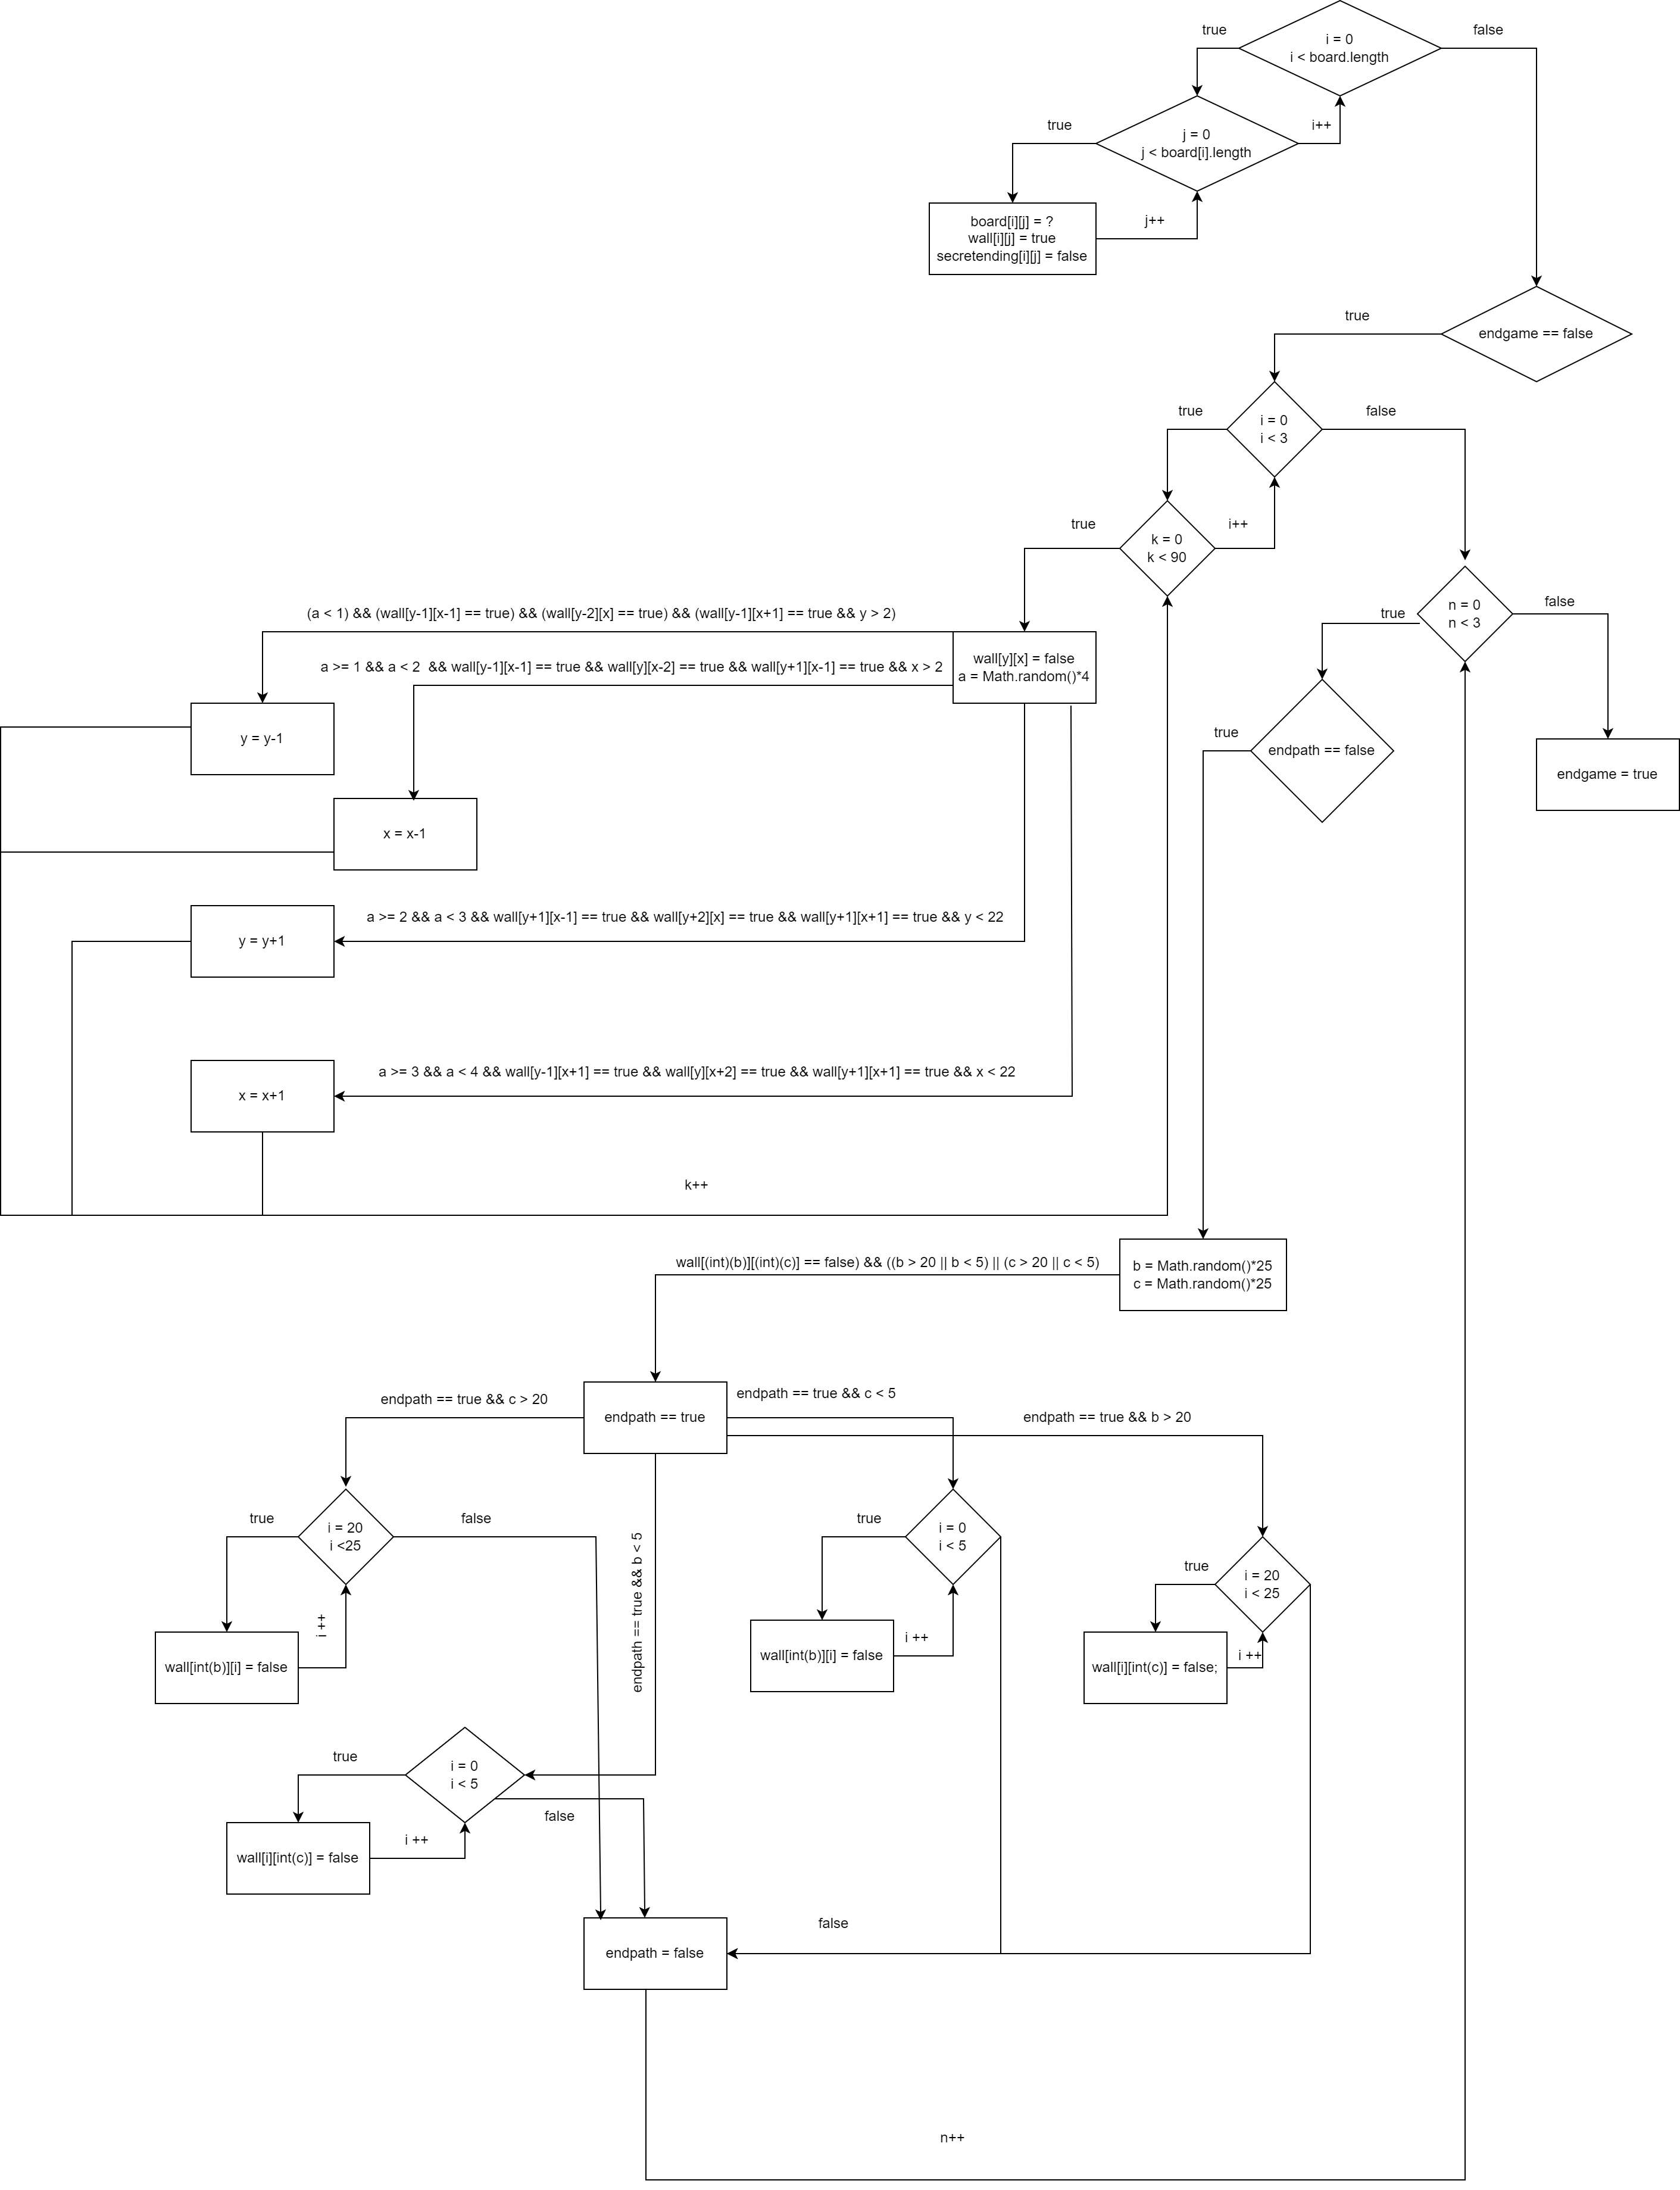 true
i = 0
i < board.length
false
true
j = 0
j < board[i].length
i++
board[i][j] = ?
wall[i][j] = true
secretending[i][j] = false
j++
true
endgame == false
true
i = 0
i < 3
false
true
k = 0
k < 90
i++
true
n = 0
n < 3
false
(a < 1) && (wall[y-1][x-1] == true) && (wall[y-2][x] == true) && (wall[y-1][x+1] == true && y > 2)
a >= 1 && a < 2  && wall[y-1][x-1] == true && wall[y][x-2] == true && wall[y+1][x-1] == true && x > 2
wall[y][x] = false
a = Math.random()*4
y = y-1
true
endpath == false
endgame = true
x = x-1
a >= 2 && a < 3 && wall[y+1][x-1] == true && wall[y+2][x] == true && wall[y+1][x+1] == true && y < 22
y = y+1
a >= 3 && a < 4 && wall[y-1][x+1] == true && wall[y][x+2] == true && wall[y+1][x+1] == true && x < 22
x = x+1
k++
wall[(int)(b)][(int)(c)] == false) && ((b > 20 || b < 5) || (c > 20 || c < 5)
b = Math.random()*25
c = Math.random()*25
endpath == true && c > 20
endpath == true
endpath == true && c < 5
endpath == true && b > 20
true
i = 20
i <25
false
endpath == true && b < 5
true
i = 0
i < 5
true
i = 20
i < 25
i ++
wall[int(b)][i] = false
wall[int(b)][i] = false
i ++
wall[i][int(c)] = false;
i ++
true
i = 0
i < 5
false
wall[i][int(c)] = false
i ++
endpath = false
false
n++